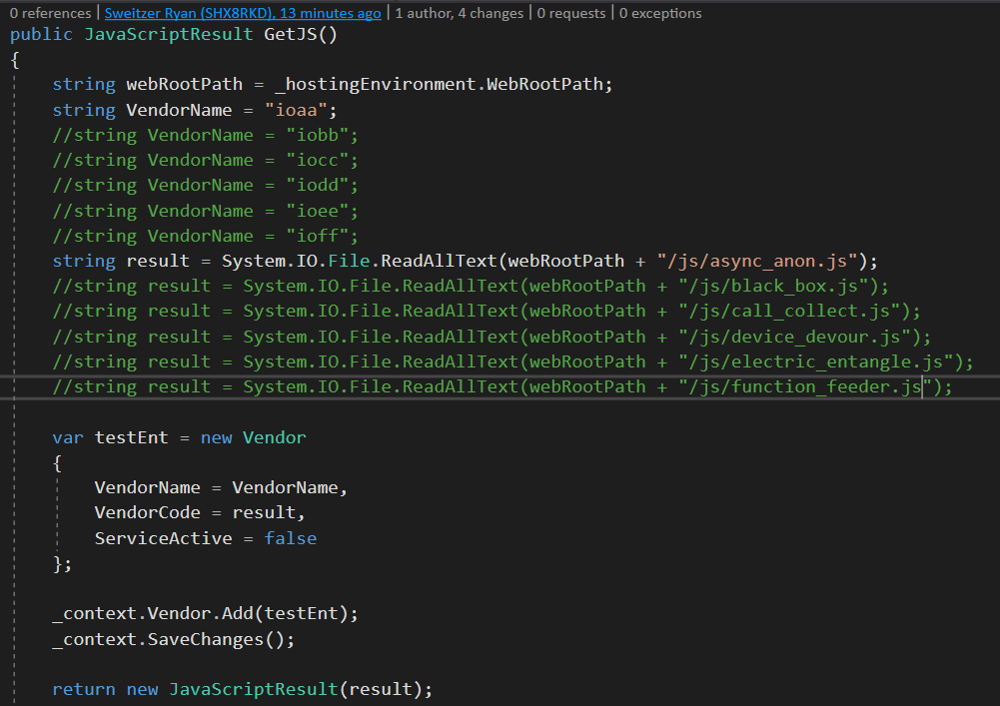 0 references | Sweitzer Ryan (SHX8RKD), 13 minutes ago | 1 author, 4 changes | 0 requests | 0 exceptions
public JavaScriptResult GetJS()
{
    string webRootPath = _hostingEnvironment.WebRootPath;
    string VendorName = "ioaa";
    //string VendorName = "iobb";
    //string VendorName = "iocc";
    //string VendorName = "iodd";
    //string VendorName = "ioee";
    //string VendorName = "ioff";
    string result = System.IO.File.ReadAllText(webRootPath + "/js/async_anon.js");
    //string result = System.IO.File.ReadAllText(webRootPath + "/js/black_box.js");
    //string result = System.IO.File.ReadAllText(webRootPath + "/js/call_collect.js");
    //string result = System.IO.File.ReadAllText(webRootPath + "/js/device_devour.js");
    //string result = System.IO.File.ReadAllText(webRootPath + "/js/electric_entangle.js");
    //string result = System.IO.File.ReadAllText(webRootPath + "/js/function_feeder.js");
    var testEnt = new Vendor
    {
        VendorName = VendorName,
        VendorCode = result,
        ServiceActive = false
    };
    _context.Vendor.Add(testEnt);
    _context.SaveChanges();
    return new JavaScriptResult(result);